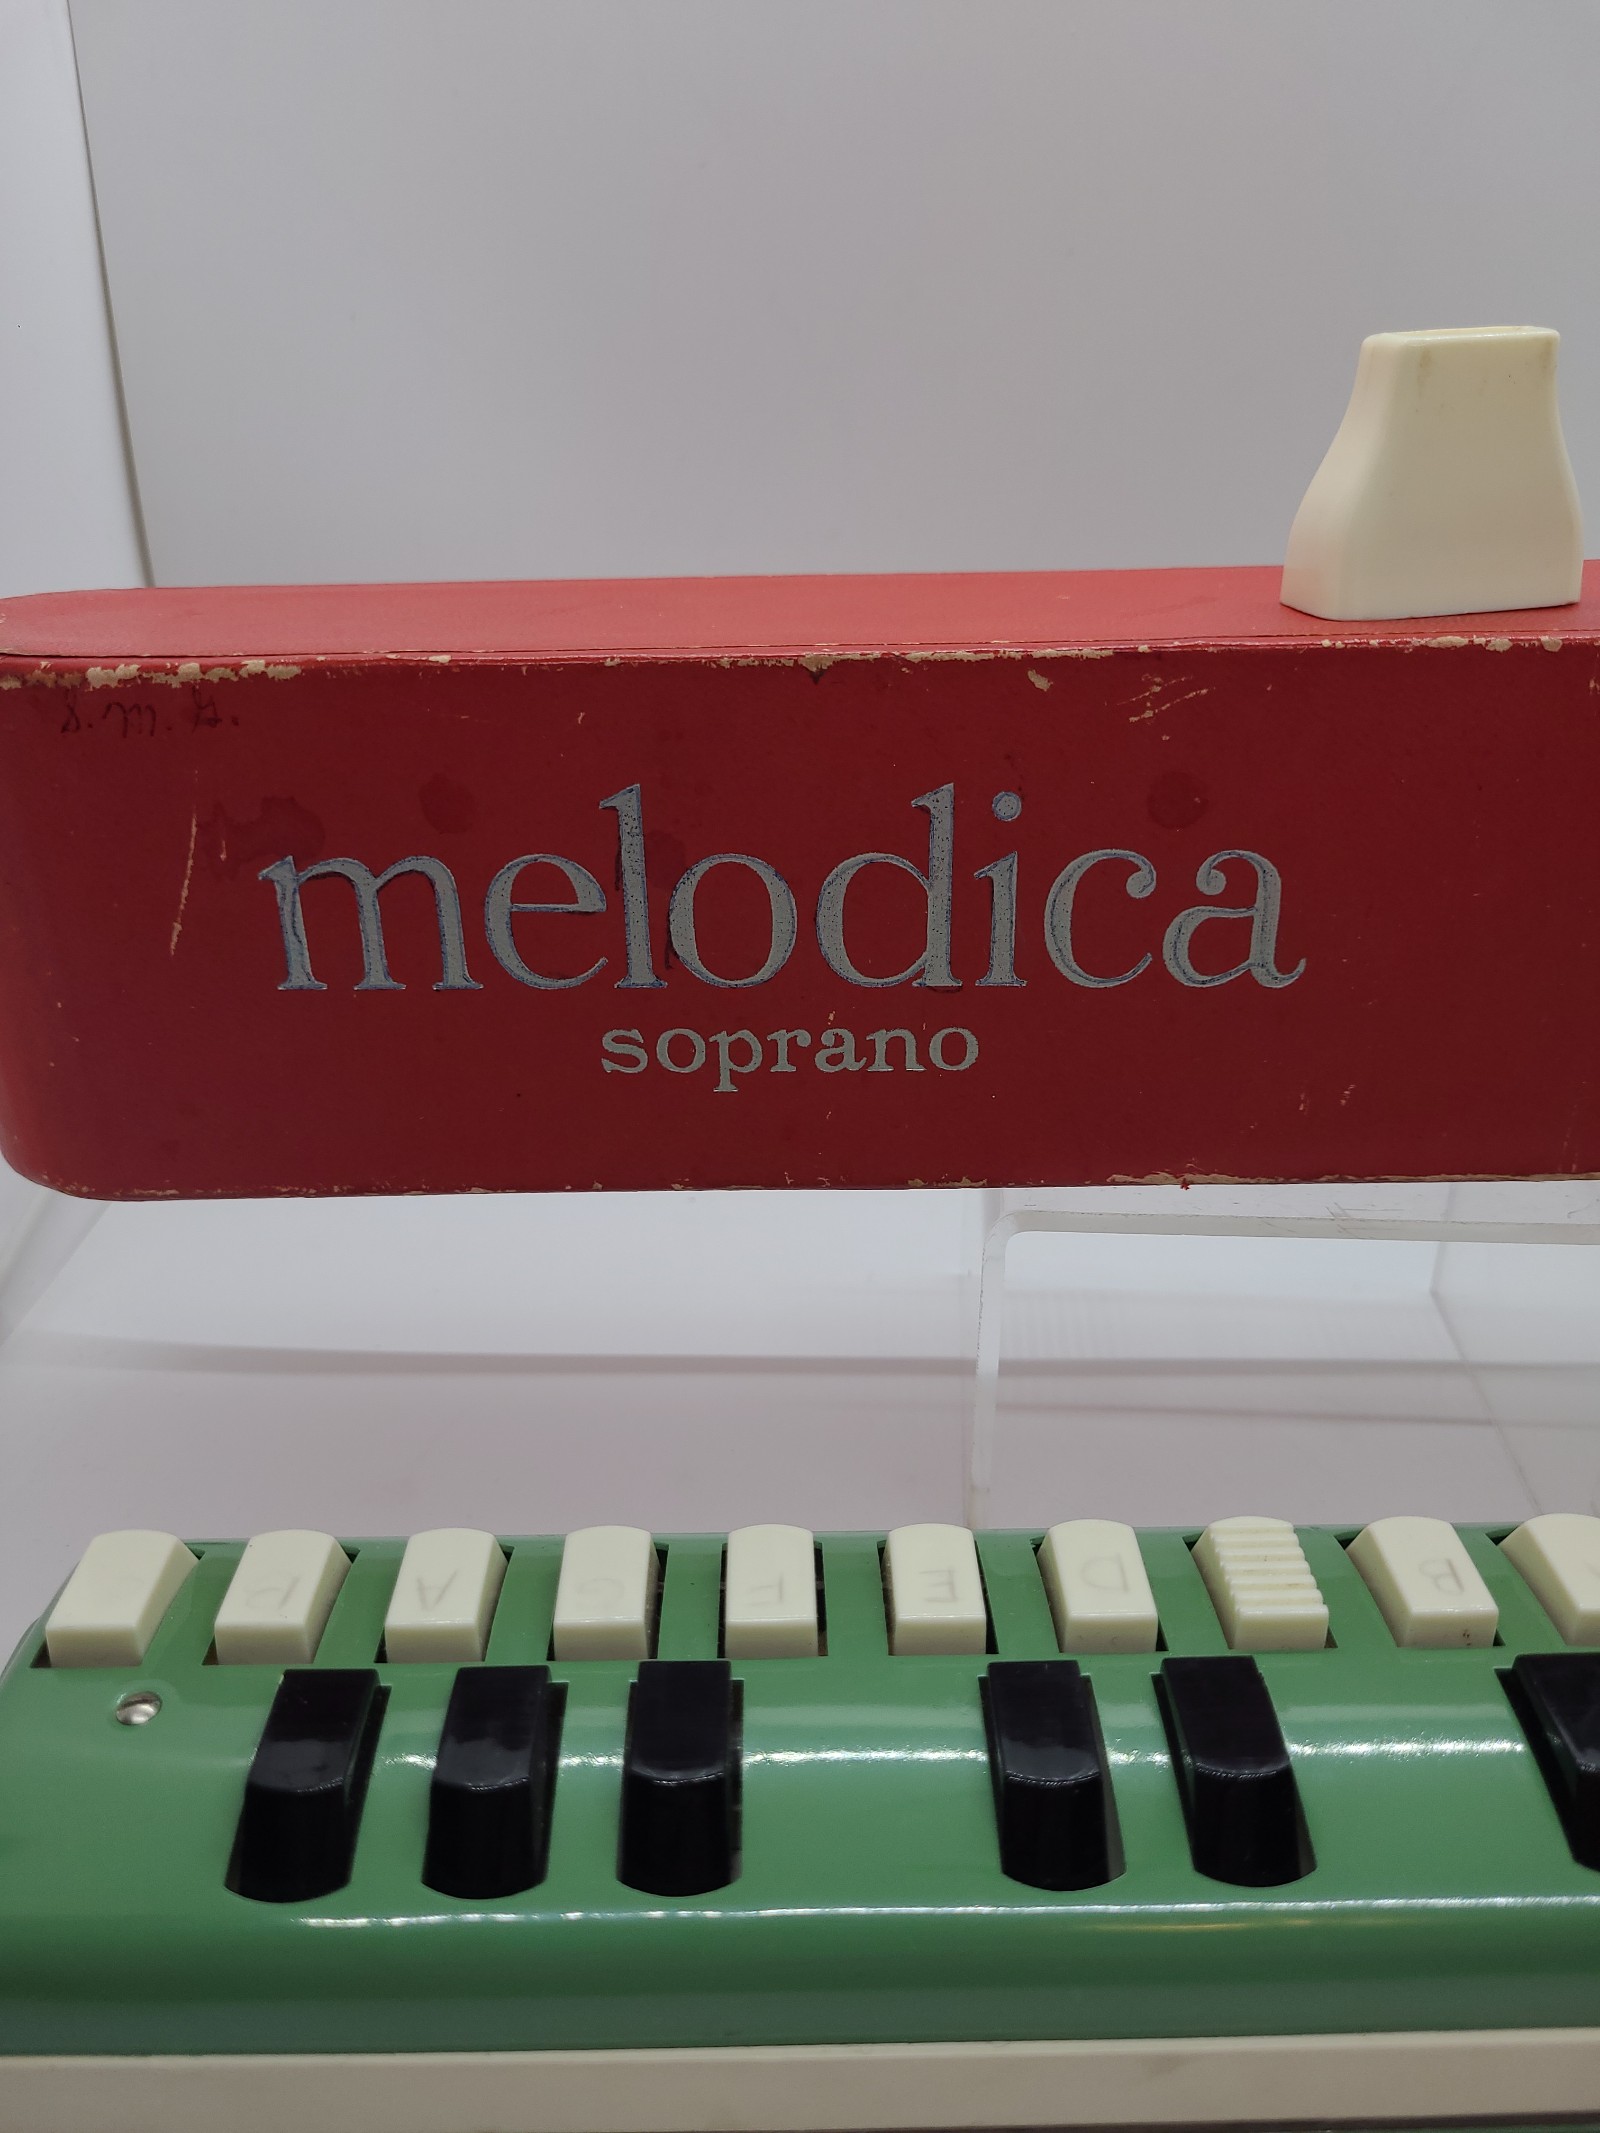 S. M. G.
melodica
soprano
B A G F E D B